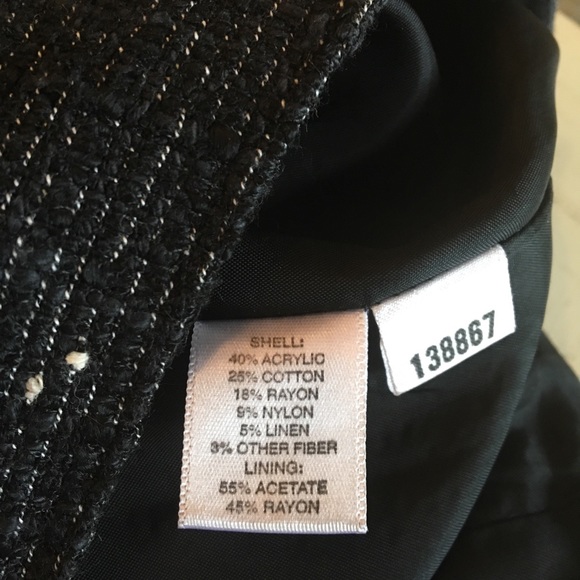 SHELL:
40% ACRYLIC
25% COTTON
18% RAYON
9% NYLON
5% LINEN
3% OTHER FIBER
LINING:
55% ACETATE
45% RAYON
138867